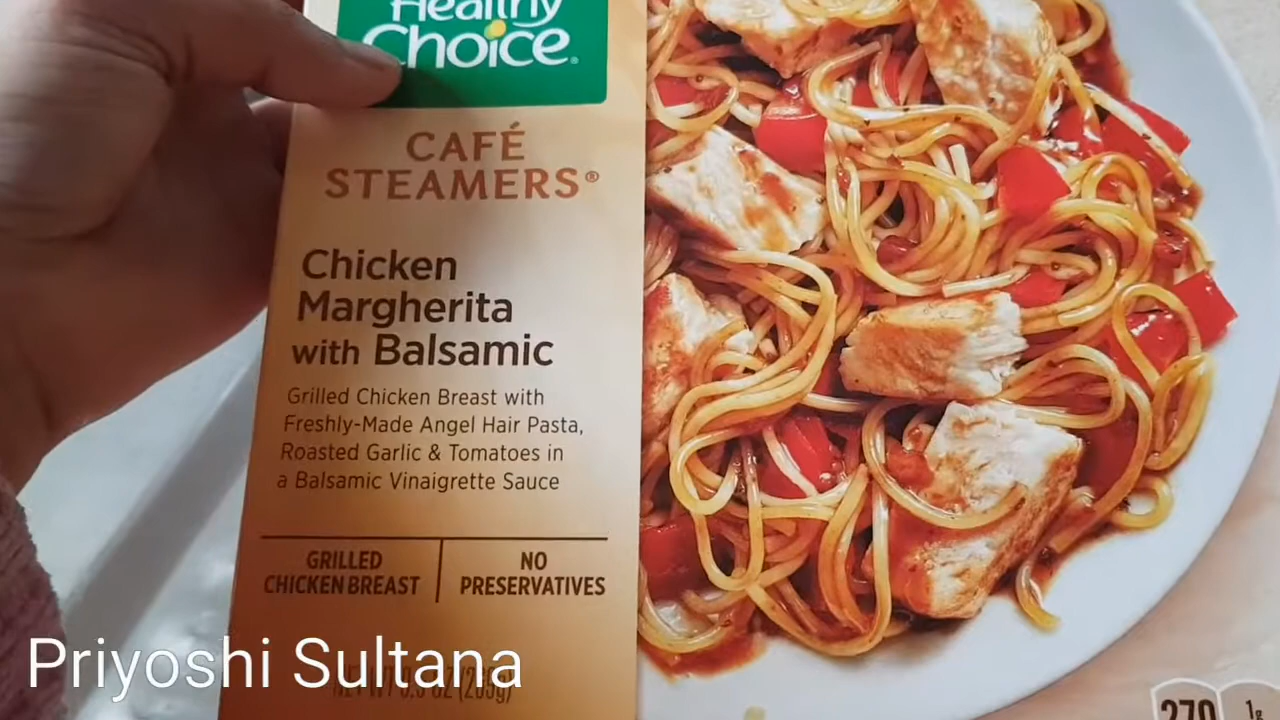 Healthy
Choice®
CAFÉ
STEAMERS®
Chicken
Margherita
with Balsamic
Grilled Chicken Breast with
Freshly-Made Angel Hair Pasta,
Roasted Garlic & Tomatoes in
a Balsamic Vinaigrette Sauce
GRILLED
CHICKEN BREAST
NO
PRESERVATIVES
Priyoshi Sultana
270
1g